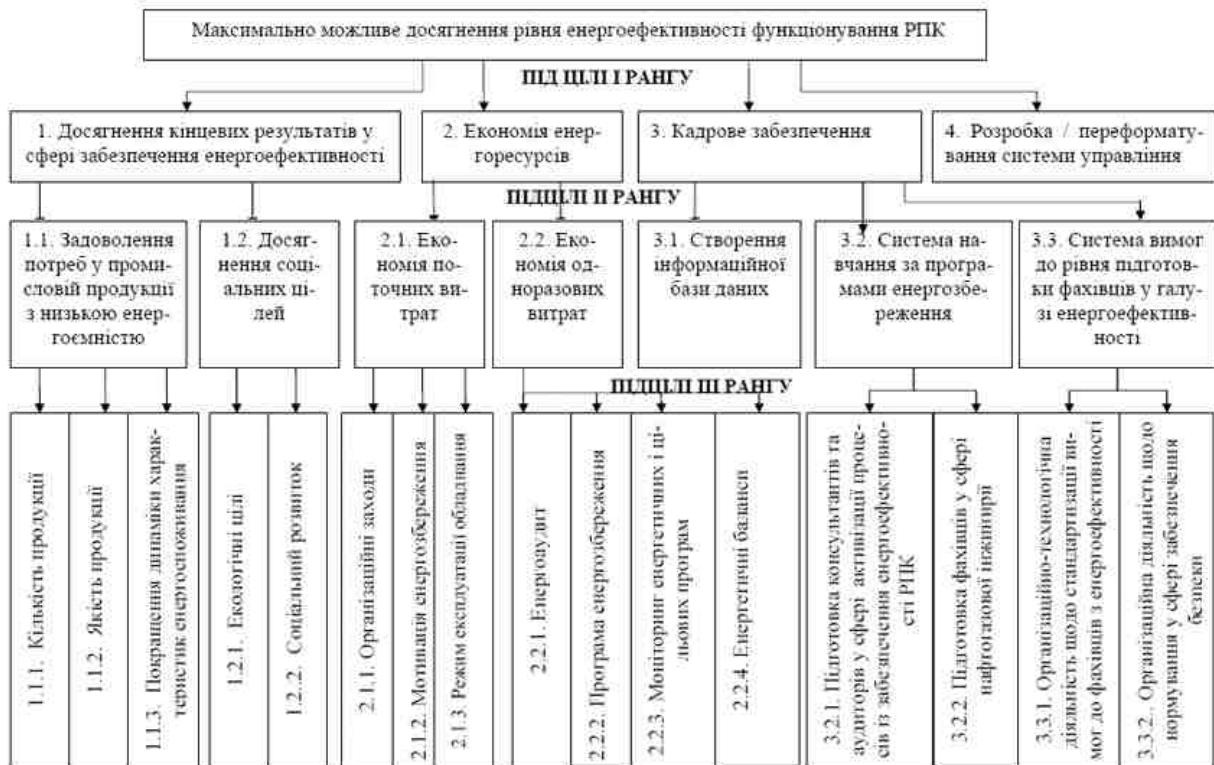 Максимально можливе досягнення рівня енергоефективності функціонування РПК
ПІД ЦІЛІ І РАНГУ
1. Досягнення кінцевих результатів у
сфері забезпечення енергоефективності
2. Економія енер-
горесурсів
3. Кадрове забезпечення
4. Розробка / переформату-
вання системи управління
ПІДЦІЛІ ІІ РАНГУ
1.1. Задоволення
потреб у проми-
словій продукції
з низькою енер-
гоємністю
1.2. Досяг-
нення соці-
альних ці-
лей
2.1. Еко-
номія по-
точних ви-
трат
2.2. Еко-
номія од-
норазових
витрат
3.1. Створення
інформаційної
бази даних
3.2. Система на-
вчання за програ-
мами енергозбе-
реження
3.3. Система вимог
до рівня підготов-
ки фахівців у галу-
зі енергоефектив-
ності
ПІДЦІЛІ ІІІ РАНГУ
1.1.1. Кількість продукції
1.1.2. Якість продукції
1.1.3. Покращення динаміки харак-
теристик енергоспоживання
1.2.1. Екологічні цілі
1.2.2. Соціальний розвиток
2.1.1. Організаційні заходи
2.1.2. Мотивація енергозбереження
2.1.3 Режим експлуатації обладнання
2.2.1. Енергоаудит
2.2.2. Програма енергозбереження
2.2.3. Моніторинг енергетичних і ці-
льових програм
2.2.4. Енергетичні баланси
3.2.1. Підготовка консультантів та
аудиторів у сфері активізації проце-
сів із забезпечення енергоефективно-
сті РПК
3.2.2. Підготовка фахівців у сфері
нафтогазової інжинірії
3.3.1. Організаційно-технологічна
діяльність щодо стандартизації ви-
мог до фахівців з енергоефективності
3.3.2. Організаційна діяльність щодо
нормування у сфері забезпечення
безпеки